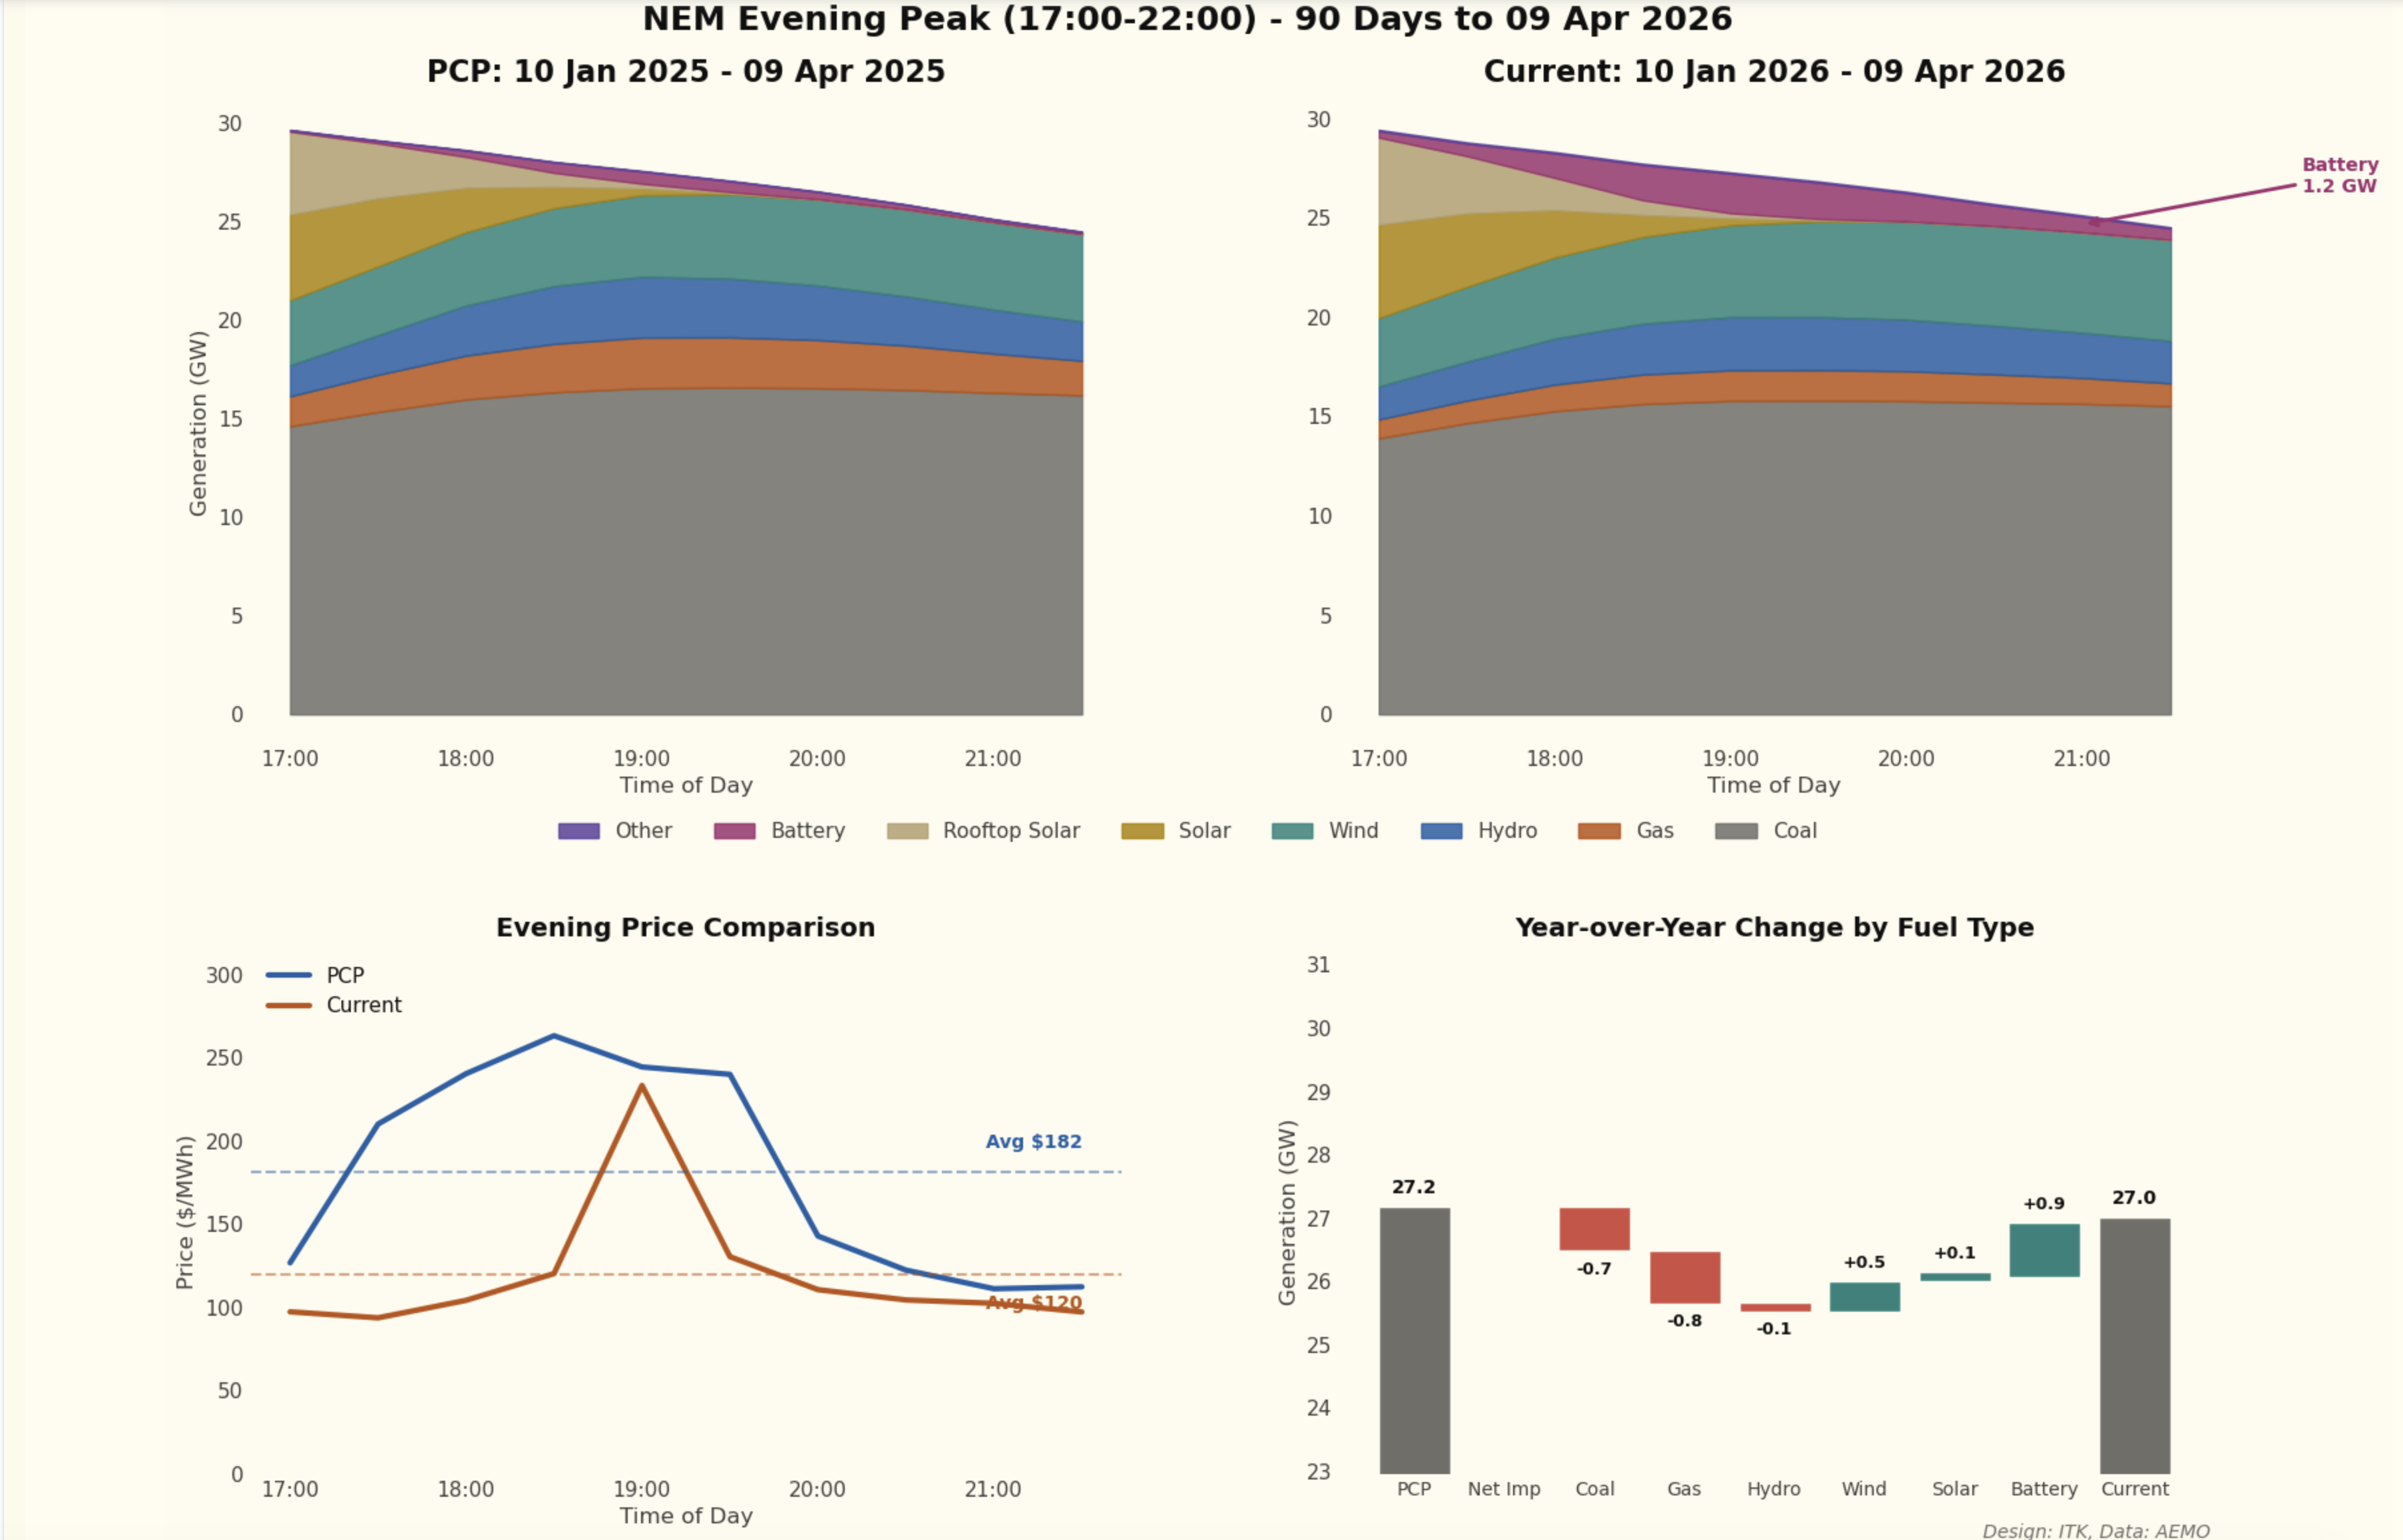 NEM Evening Peak (17:00-22:00) - 90 Days to 09 Apr 2026
PCP: 10 Jan 2025 - 09 Apr 2025
30
25
20
15
10
5
0
Generation (GW)
17:00 18:00 19:00 20:00 21:00
Time of Day
Current: 10 Jan 2026 - 09 Apr 2026
30
25
20
15
10
5
0
Battery
1.2 GW
17:00 18:00 19:00 20:00 21:00
Time of Day
Other Battery Rooftop Solar Solar Wind Hydro Gas Coal
Evening Price Comparison
PCP
Current
300
250
200
150
100
50
0
Price ($/MWh)
Avg $182
Avg $120
17:00 18:00 19:00 20:00 21:00
Time of Day
Year-over-Year Change by Fuel Type
31
30
29
28
27
26
25
24
23
Generation (GW)
27.2
-0.7
-0.8
-0.1
+0.5
+0.1
+0.9
27.0
PCP Net Imp Coal Gas Hydro Wind Solar Battery Current
Design: ITK, Data: AEMO